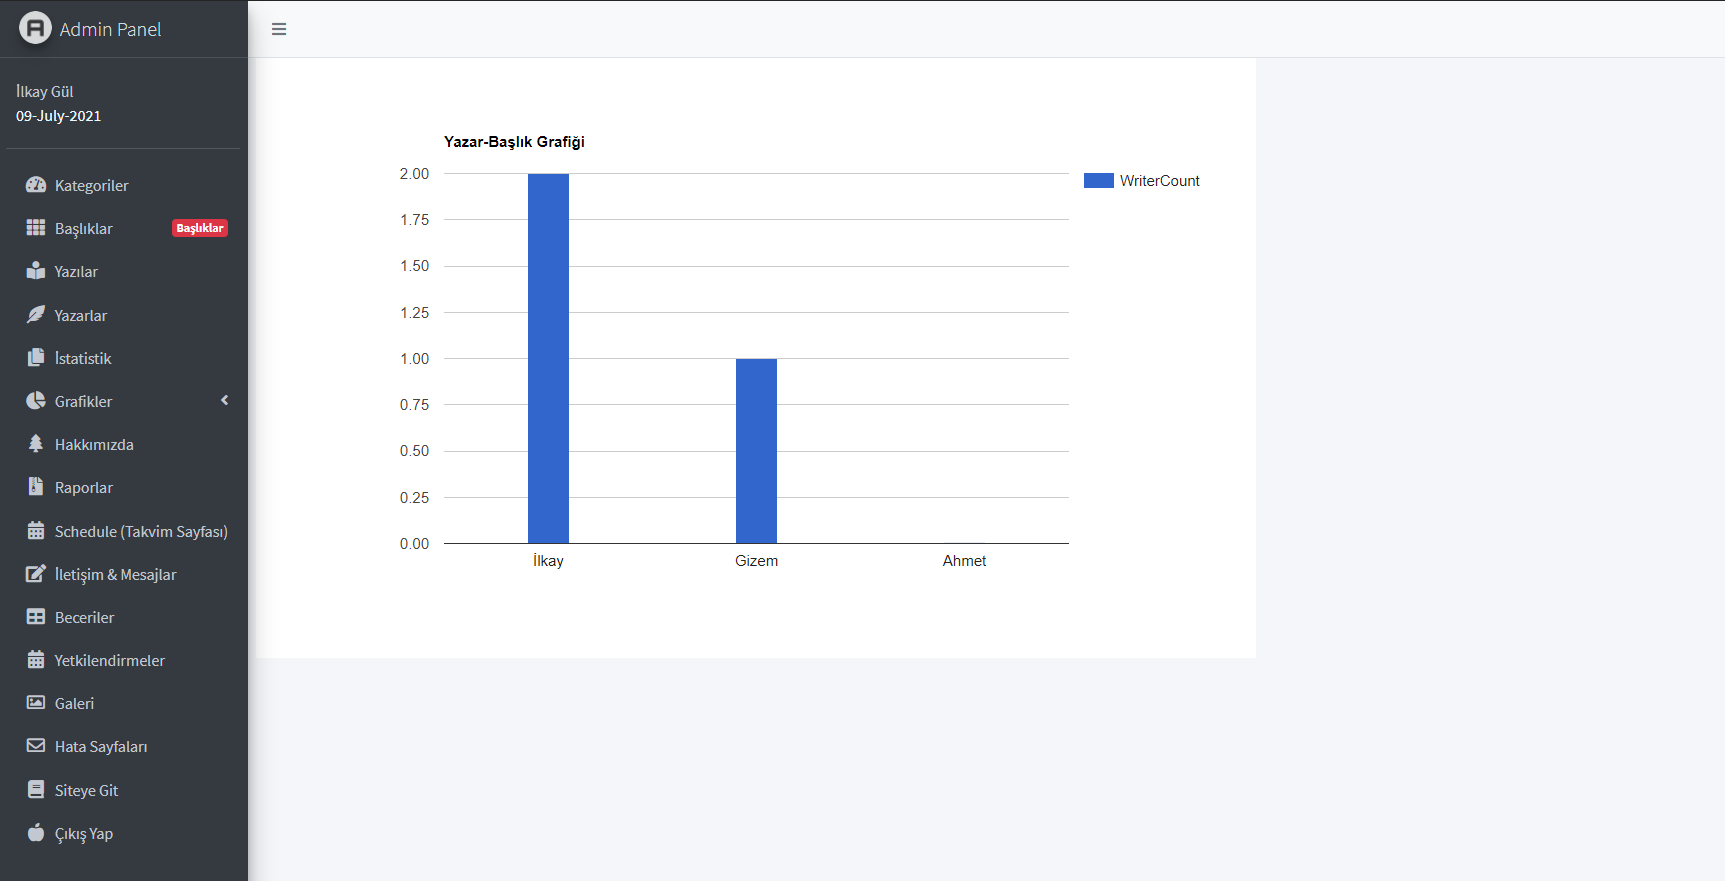 Admin Panel
İlkay Gül
09-July-2021
Kategoriler
Başlıklar Başlıklar
Yazılar
Yazarlar
İstatistik
Grafikler
Hakkımızda
Raporlar
Schedule (Takvim Sayfası)
İletişim & Mesajlar
Beceriler
Yetkilendirmeler
Galeri
Hata Sayfaları
Siteye Git
Çıkış Yap
Yazar-Başlık Grafiği
2.00
1.75
1.50
1.25
1.00
0.75
0.50
0.25
0.00
İlkay Gizem Ahmet
WriterCount